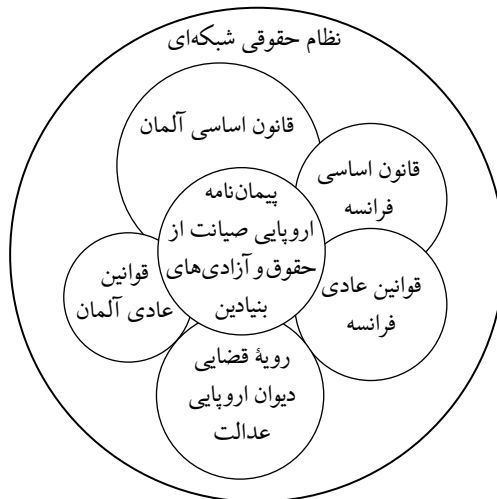 نظام حقوقی شبکه‌ای
قانون اساسی آلمان
قانون اساسی
فرانسه
پیمان‌نامه
اروپایی صیانت از
حقوق و آزادی‌های
بنیادین
قوانین عادی
فرانسه
قوانین
عادی آلمان
رویهٔ قضایی
دیوان اروپایی
عدالت